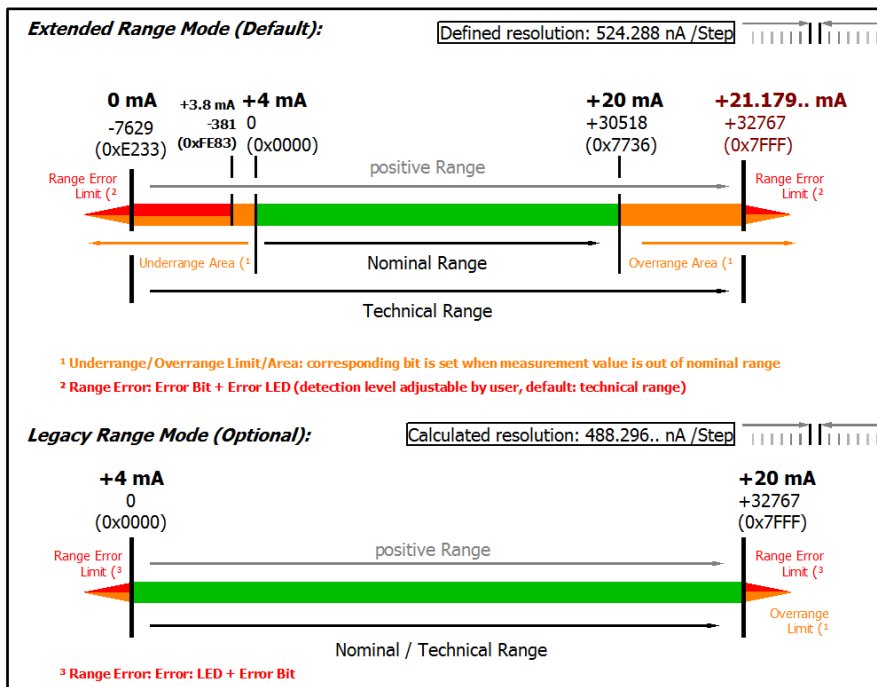 Extended Range Mode (Default):
Defined resolution: 524.288 nA /Step
0 mA
-7629
(0xE233)
+3.8 mA
-381
(0xFE83)
+4 mA
0
(0x0000)
+20 mA
+30518
(0x7736)
+21.179.. mA
+32767
(0x7FFF)
Range Error
Limit (²
positive Range
Range Error
Limit (²
Underrange Area (¹
Nominal Range
Overrange Area (¹
Technical Range
¹ Underrange/Overrange Limit/Area: corresponding bit is set when measurement value is out of nominal range
² Range Error: Error Bit + Error LED (detection level adjustable by user, default: technical range)
Legacy Range Mode (Optional):
Calculated resolution: 488.296.. nA /Step
+4 mA
0
(0x0000)
+20 mA
+32767
(0x7FFF)
Range Error
Limit (³
positive Range
Range Error
Limit (³
Overrange
Limit (¹
Nominal / Technical Range
³ Range Error: Error: LED + Error Bit